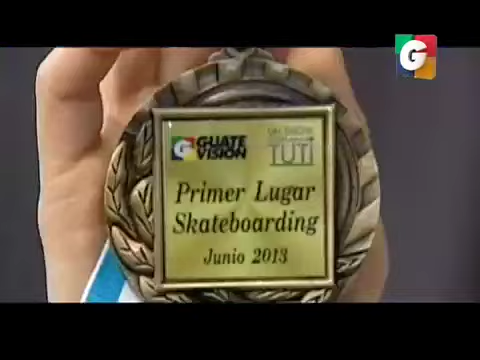 G
GUATE
VISION
TUTI
Primer Lugar
Skateboarding
Junio 2013